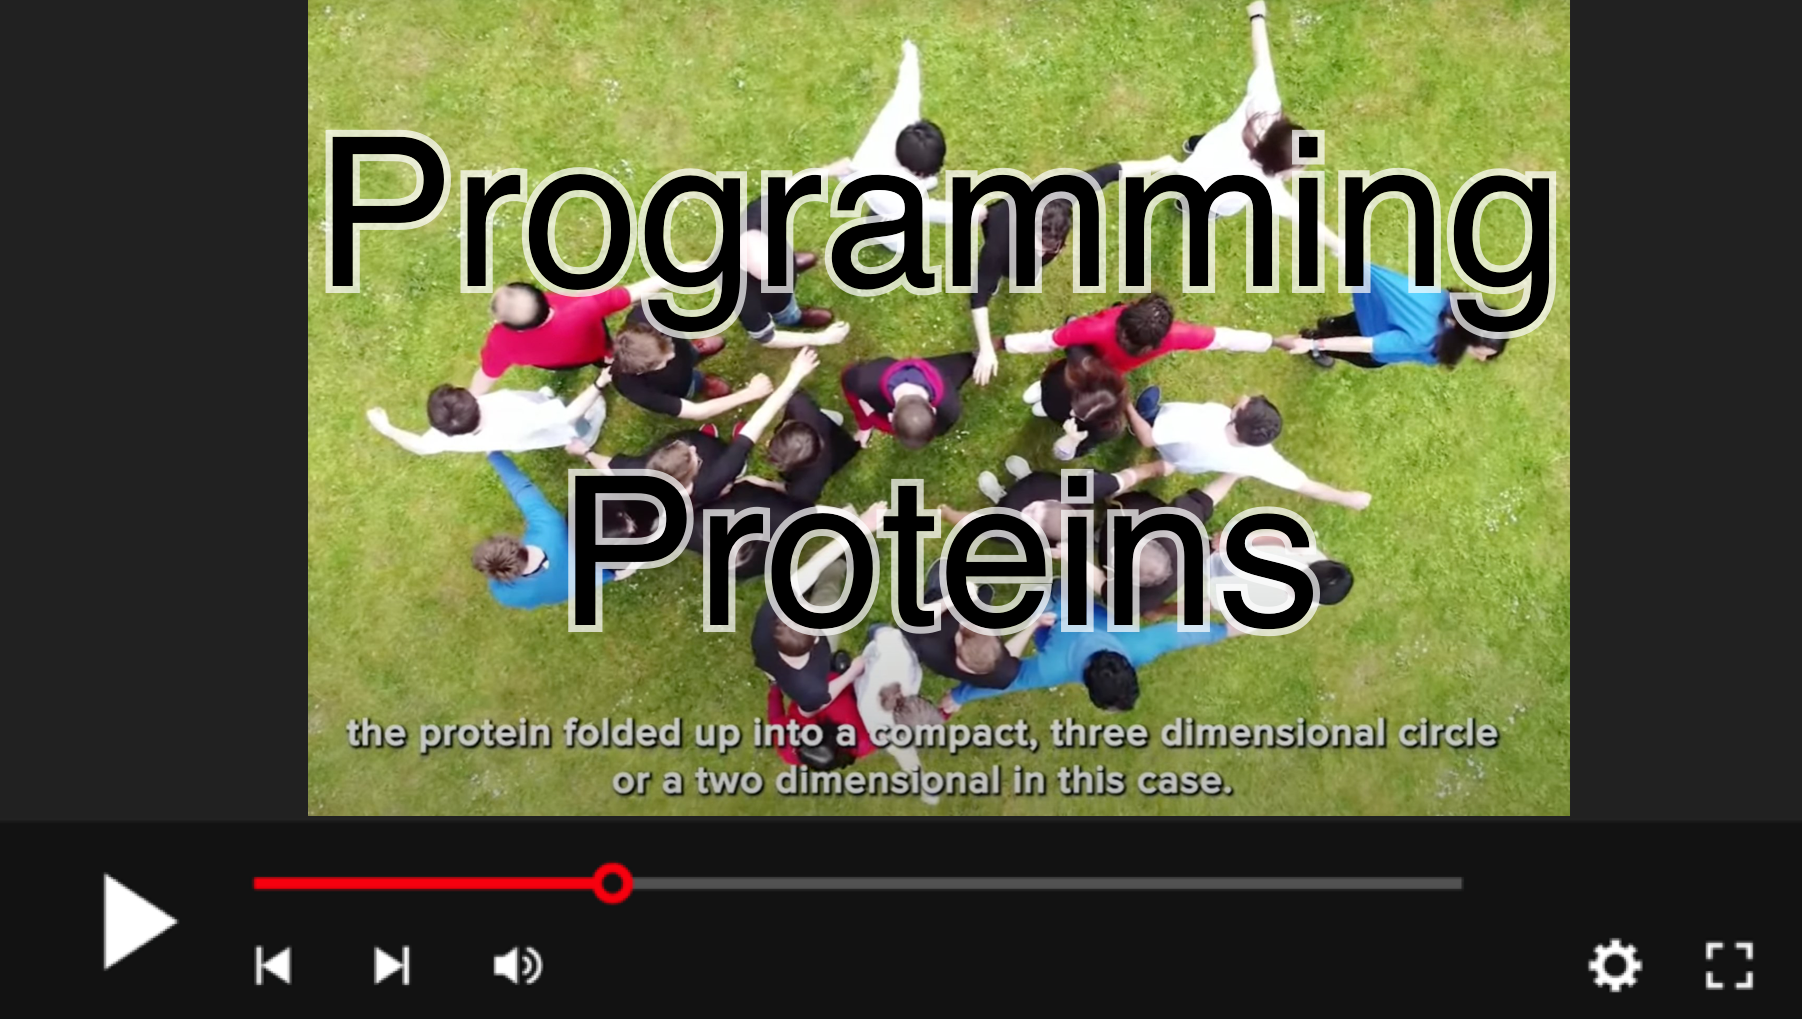 Programming
Proteins
the protein folded up into a compact, three dimensional circle
or a two dimensional in this case.